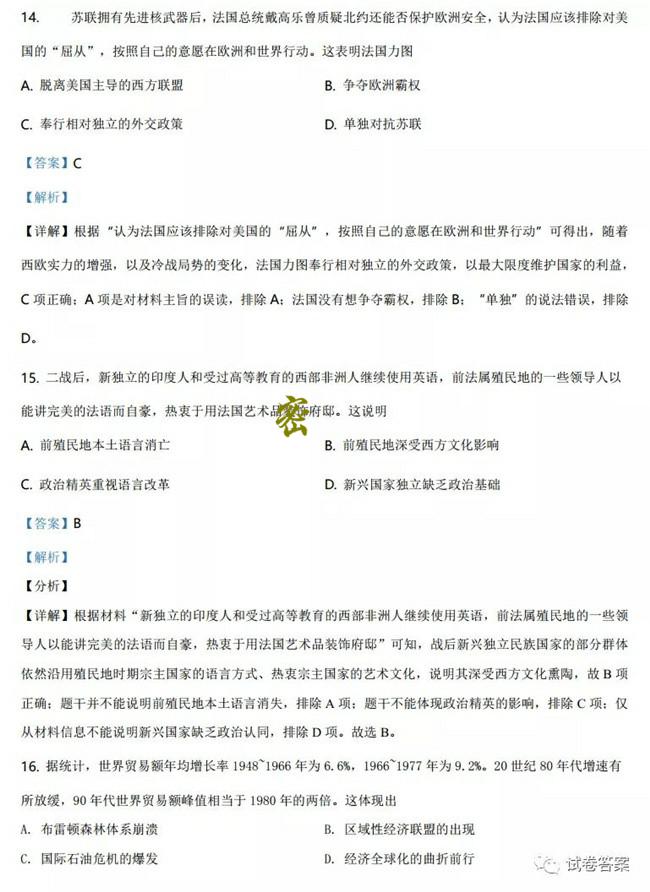 14. 苏联拥有先进核武器后，法国总统戴高乐曾质疑北约还能否保护欧洲安全，认为法国应该排除对美
国的“屈从”，按照自己的意愿在欧洲和世界行动。这表明法国力图
A. 脱离美国主导的西方联盟 B. 争夺欧洲霸权
C. 奉行相对独立的外交政策 D. 单独对抗苏联
【答案】C
【解析】
【详解】根据“认为法国应该排除对美国的“屈从”，按照自己的意愿在欧洲和世界行动”可得出，随着
西欧实力的增强，以及冷战局势的变化，法国力图奉行相对独立的外交政策，以最大限度维护国家的利益，
C 项正确；A 项是对材料主旨的误读，排除 A；法国没有想争夺霸权，排除 B；“单独”的说法错误，排除
D。
15. 二战后，新独立的印度人和受过高等教育的西部非洲人继续使用英语，前法属殖民地的一些领导人以
能讲完美的法语而自豪，热衷于用法国艺术品装饰府邸。这说明
密
A. 前殖民地本土语言消亡 B. 前殖民地深受西方文化影响
C. 政治精英重视语言改革 D. 新兴国家独立缺乏政治基础
【答案】B
【解析】
【分析】
【详解】根据材料“新独立的印度人和受过高等教育的西部非洲人继续使用英语，前法属殖民地的一些领
导人以能讲完美的法语而自豪，热衷于用法国艺术品装饰府邸”可知，战后新兴独立民族国家的部分群体
依然沿用殖民地时期宗主国家的语言方式、热衷宗主国家的艺术文化，说明其深受西方文化熏陶，故 B 项
正确；题干并不能说明前殖民地本土语言消失，排除 A 项；题干不能体现政治精英的影响，排除 C 项；仅
从材料信息不能说明新兴国家缺乏政治认同，排除 D 项。故选 B。
16. 据统计，世界贸易额年均增长率 1948~1966 年为 6.6%，1966~1977 年为 9.2%。20 世纪 80 年代增速有
所放缓，90 年代世界贸易额峰值相当于 1980 年的两倍。这体现出
A. 布雷顿森林体系崩溃 B. 区域性经济联盟的出现
C. 国际石油危机的爆发 D. 经济全球化的曲折前行
试卷答案